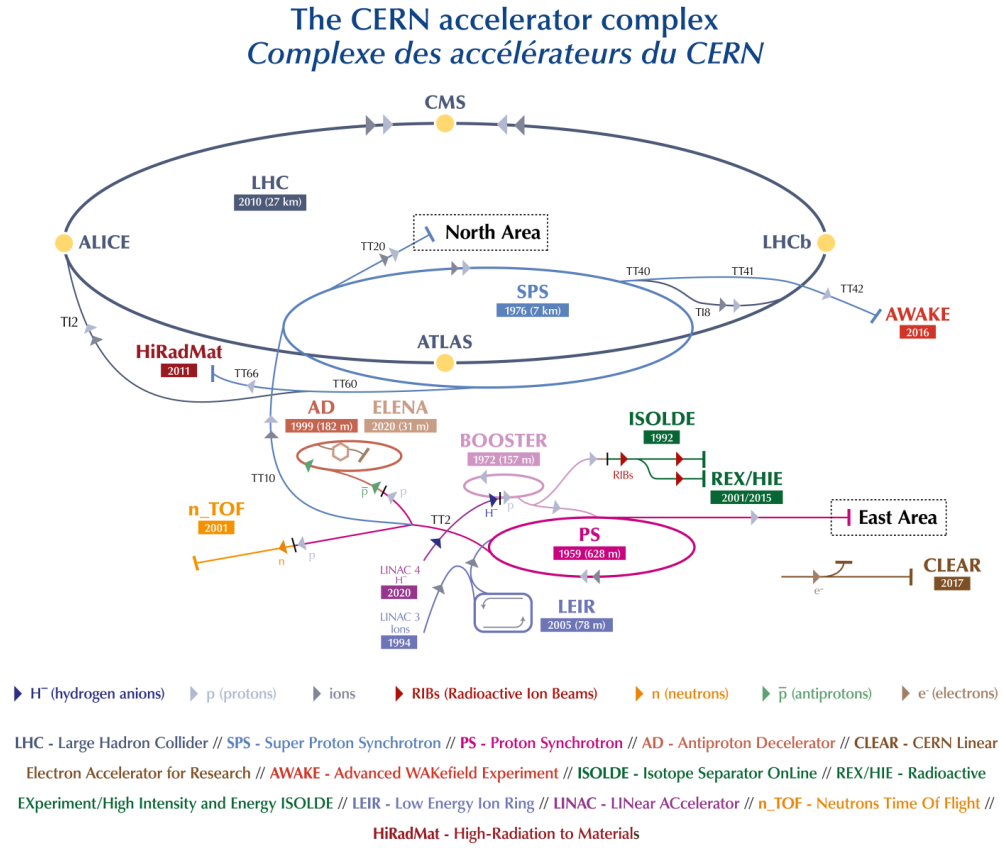 The CERN accelerator complex
Complexe des accélérateurs du CERN
CMS
LHC
2010 (27 km)
ALICE
TT20
North Area
LHCb
TT40
TT41
TT42
SPS
1976 (7 km)
TI8
AWAKE
2016
TI2
ATLAS
HiRadMat
2011
TT66
TT60
AD
1999 (182 m)
ELENA
2020 (31 m)
ISOLDE
1992
BOOSTER
1972 (157 m)
RIBs
REX/HIE
2001/2015
TT10
p̅
p
H⁻
p
n_TOF
2001
TT2
East Area
PS
1959 (628 m)
n
p
LINAC 4
H⁻
2020
CLEAR
2017
e⁻
LINAC 3
Ions
1994
LEIR
2005 (78 m)
H⁻ (hydrogen anions)
p (protons)
ions
RIBs (Radioactive Ion Beams)
n (neutrons)
p̅ (antiprotons)
e⁻ (electrons)
LHC - Large Hadron Collider // SPS - Super Proton Synchrotron // PS - Proton Synchrotron // AD - Antiproton Decelerator // CLEAR - CERN Linear
Electron Accelerator for Research // AWAKE - Advanced WAKefield Experiment // ISOLDE - Isotope Separator OnLine // REX/HIE - Radioactive
EXperiment/High Intensity and Energy ISOLDE // LEIR - Low Energy Ion Ring // LINAC - LINear ACcelerator // n_TOF - Neutrons Time Of Flight //
HiRadMat - High-Radiation to Materials